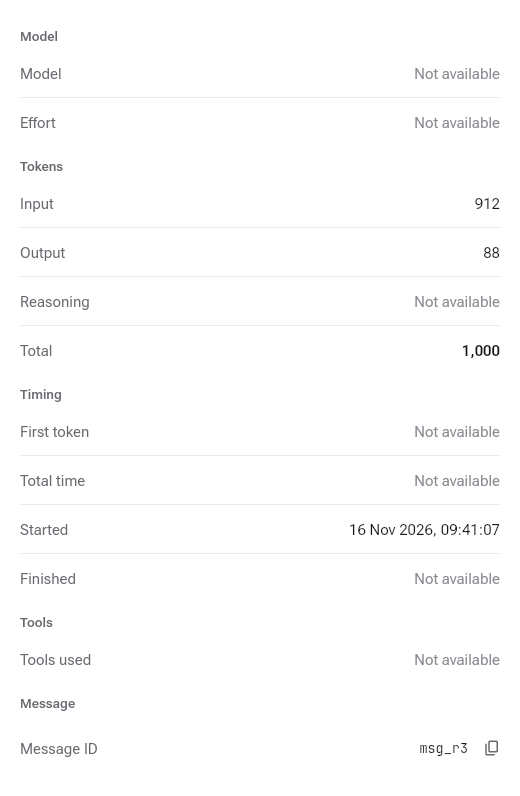 Model
Model Not available
Effort Not available
Tokens
Input 912
Output 88
Reasoning Not available
Total 1,000
Timing
First token Not available
Total time Not available
Started 16 Nov 2026, 09:41:07
Finished Not available
Tools
Tools used Not available
Message
Message ID msg_r3